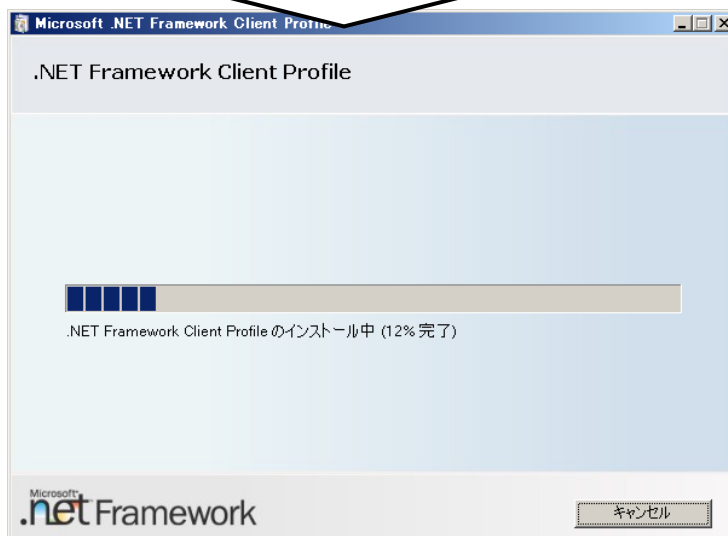 Microsoft .NET Framework Client Profile
.NET Framework Client Profile
.NET Framework Client Profile のインストール中 (12% 完了)
Microsoft
.net Framework
キャンセル